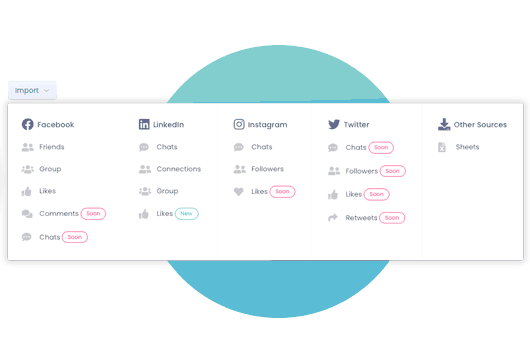 Import
Facebook
Friends
Group
Likes
Comments Soon
Chats Soon
LinkedIn
Chats
Connections
Group
Likes New
Instagram
Chats
Followers
Likes Soon
Twitter
Chats Soon
Followers Soon
Likes Soon
Retweets Soon
Other Sources
Sheets